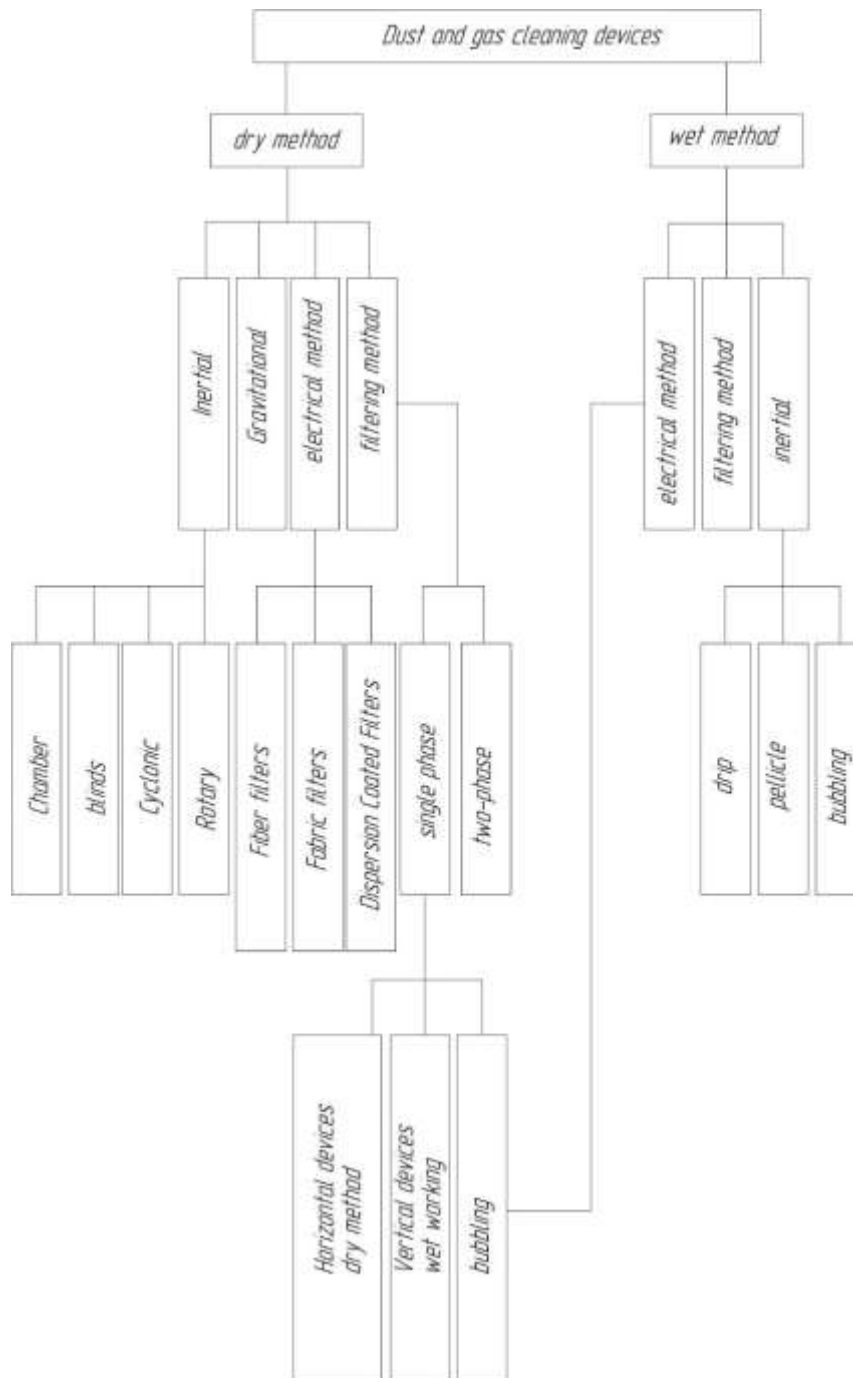 Dust and gas cleaning devices
dry method
wet method
Inertial
Gravitational
electrical method
filtering method
electrical method
filtering method
inertial
Chamber
blinds
Cyclonic
Rotary
Fiber filters
Fabric filters
Dispersion Coated Filters
single phase
two-phase
drip
pellicle
bubbling
Horizontal devices
dry method
Vertical devices
wet working
bubbling